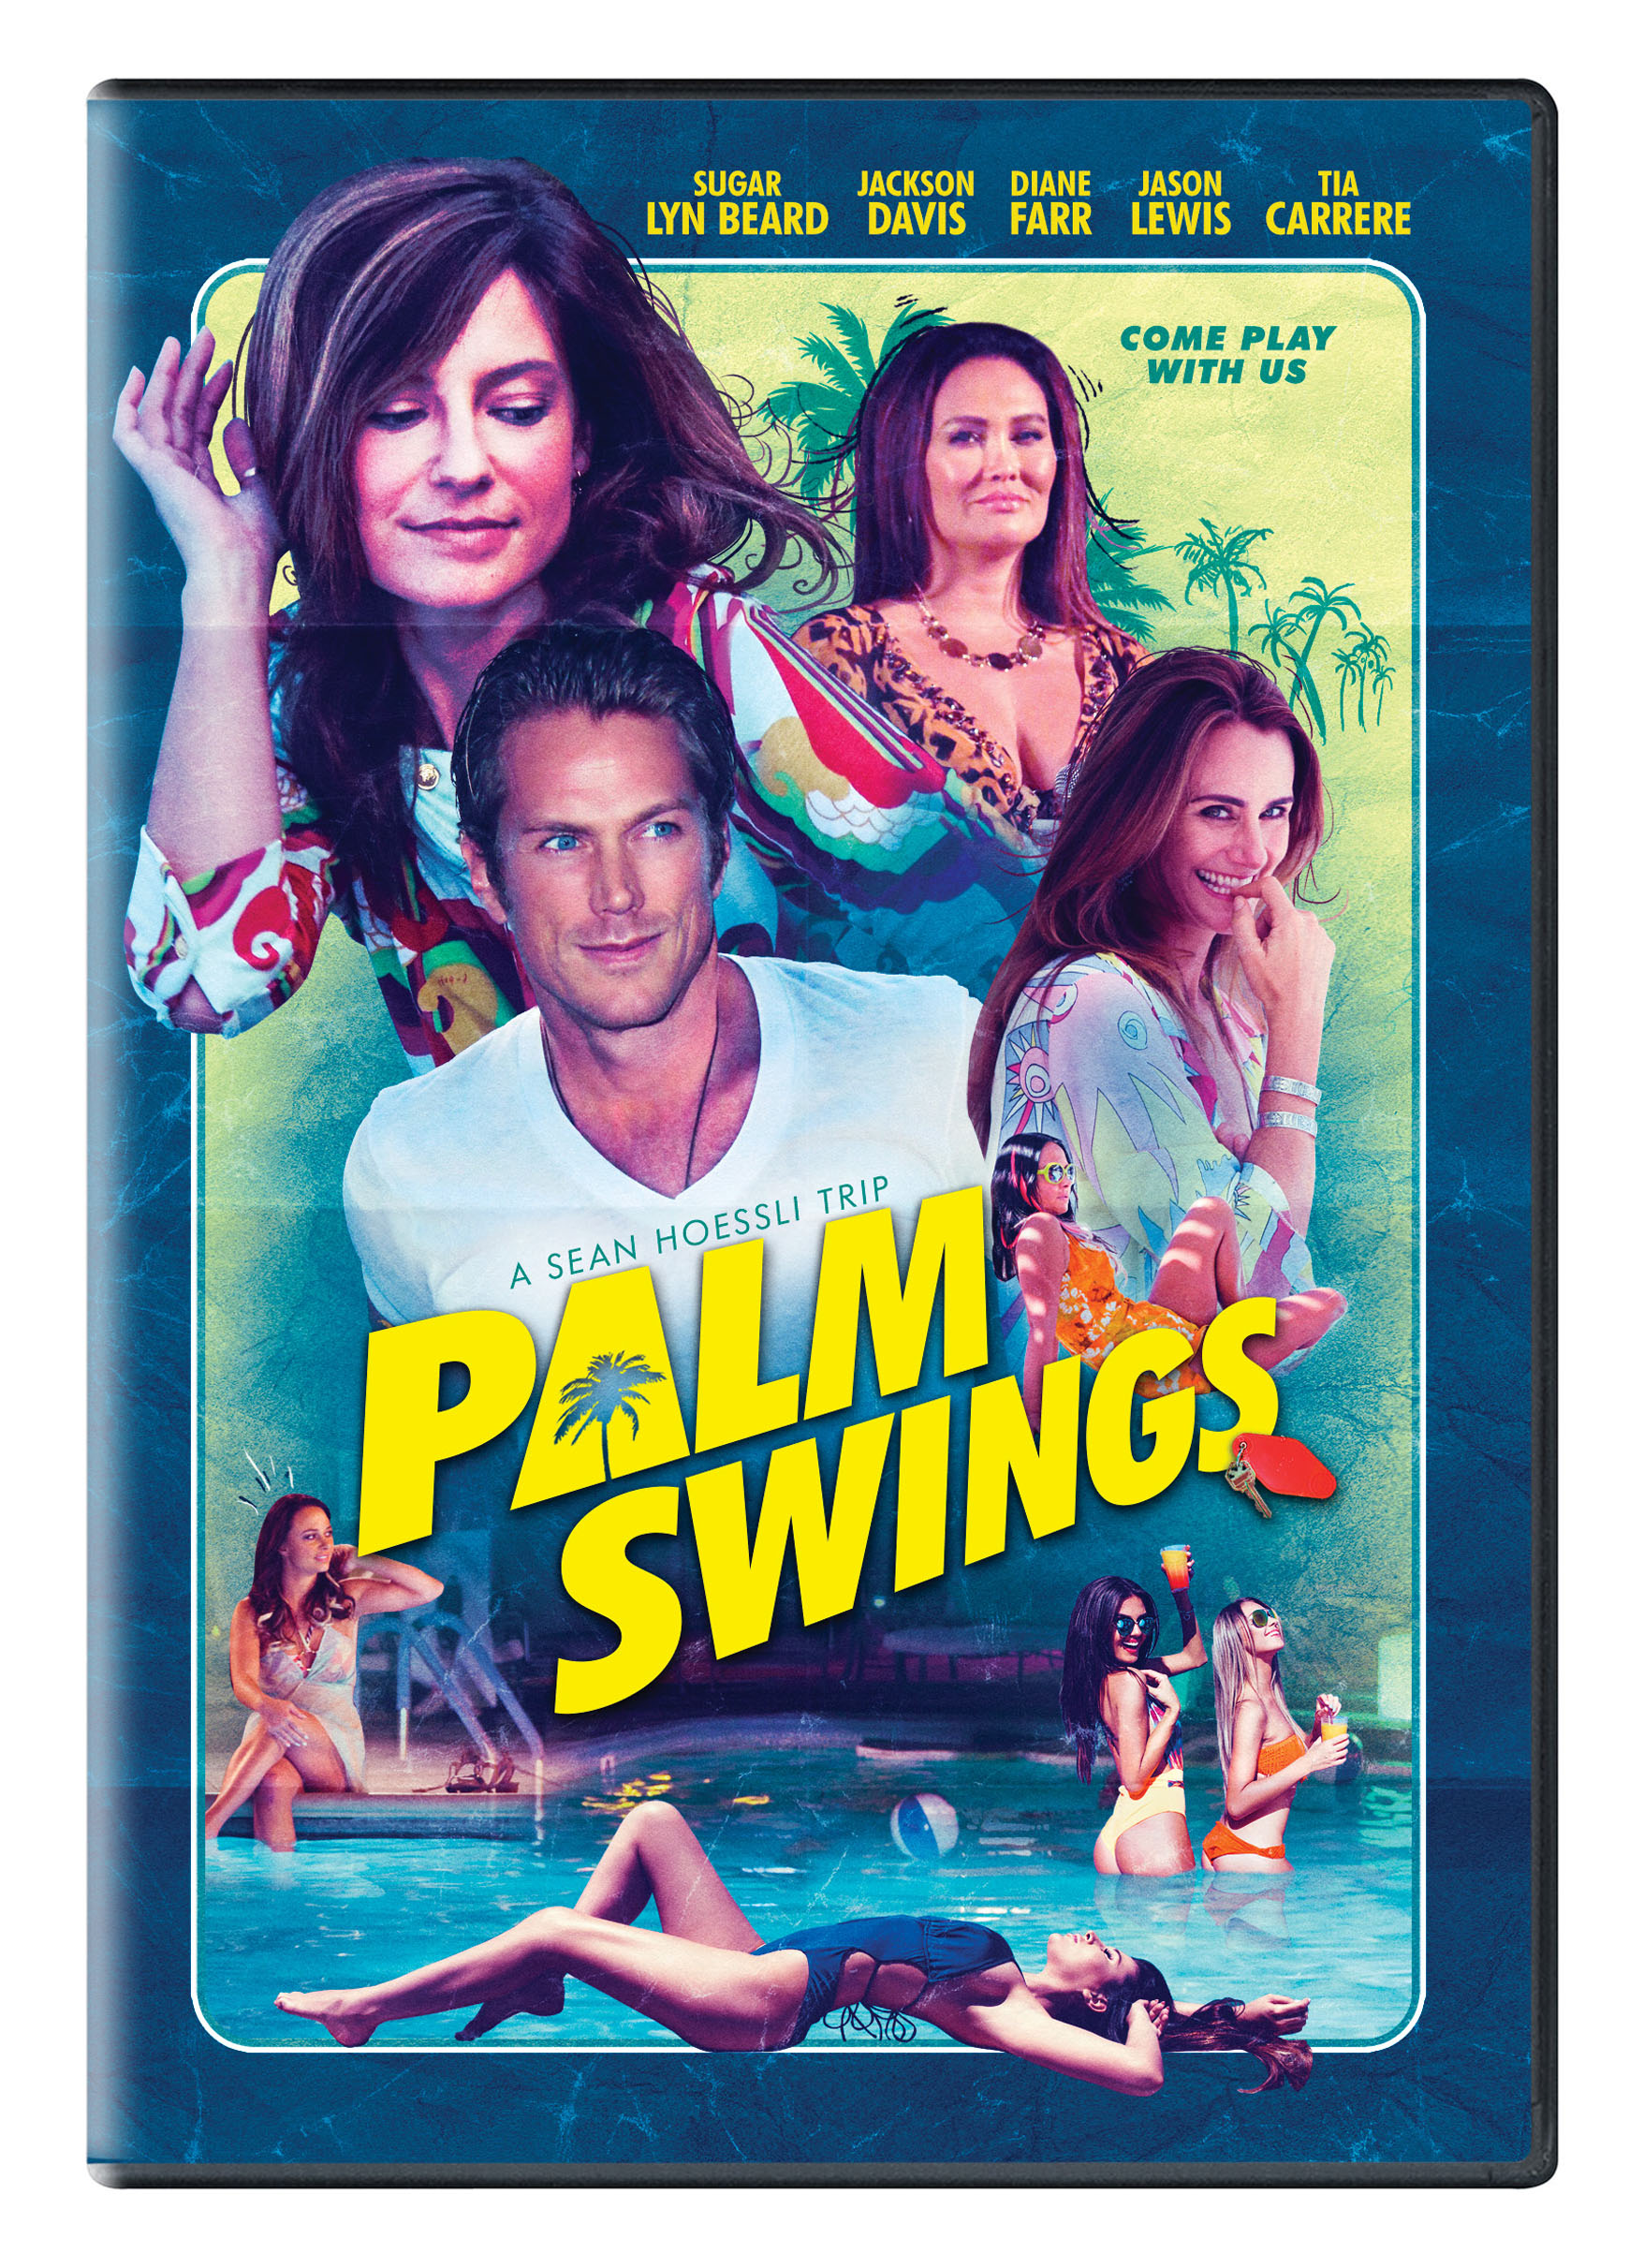 SUGAR LYN BEARD
JACKSON DAVIS
DIANE FARR
JASON LEWIS
TIA CARRERE
COME PLAY
WITH US
A SEAN HOESSLI TRIP
PALM
SWINGS